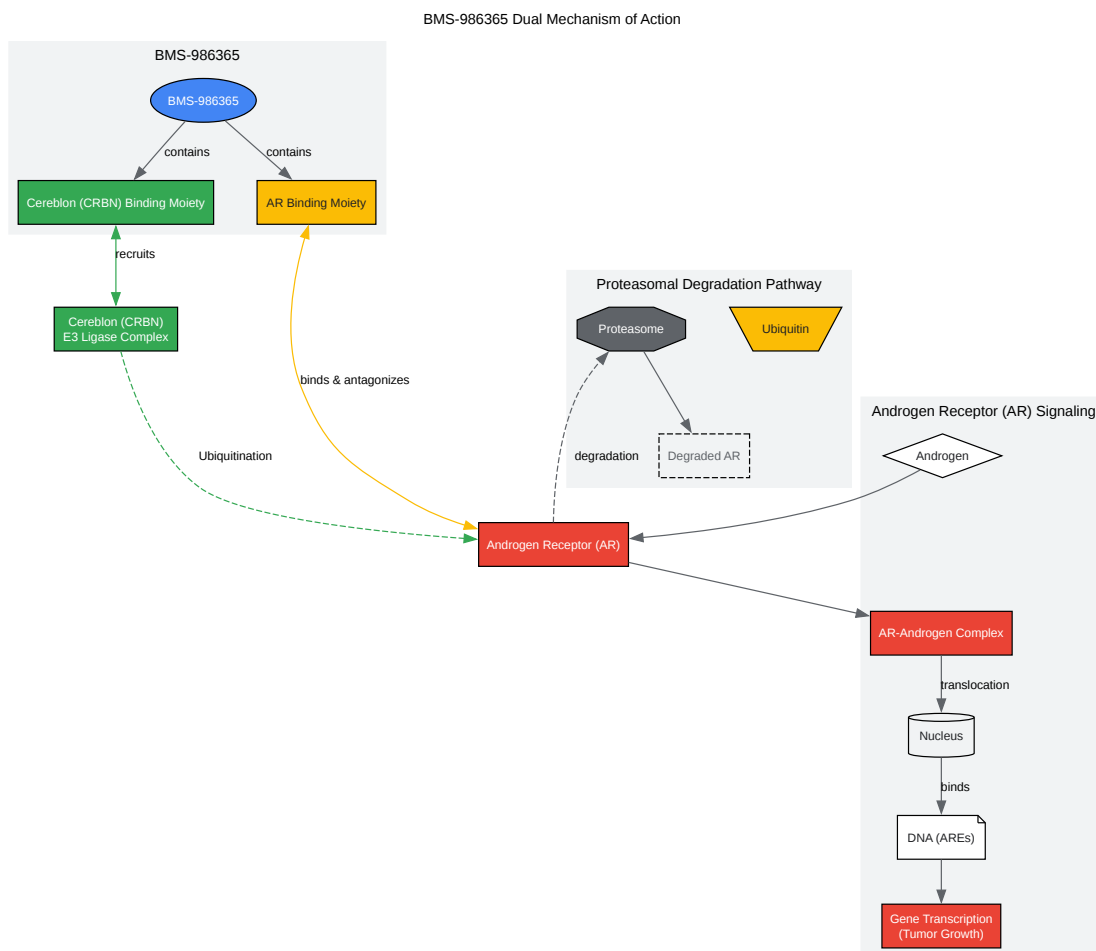 BMS-986365 Dual Mechanism of Action
BMS-986365
BMS-986365
contains
contains
Cereblon (CRBN) Binding Moiety
AR Binding Moiety
recruits
Cereblon (CRBN)
E3 Ligase Complex
binds & antagonizes
Ubiquitination
Proteasomal Degradation Pathway
Proteasome
Ubiquitin
degradation
Degraded AR
Androgen Receptor (AR) Signaling
Androgen
Androgen Receptor (AR)
AR-Androgen Complex
translocation
Nucleus
binds
DNA (AREs)
Gene Transcription
(Tumor Growth)